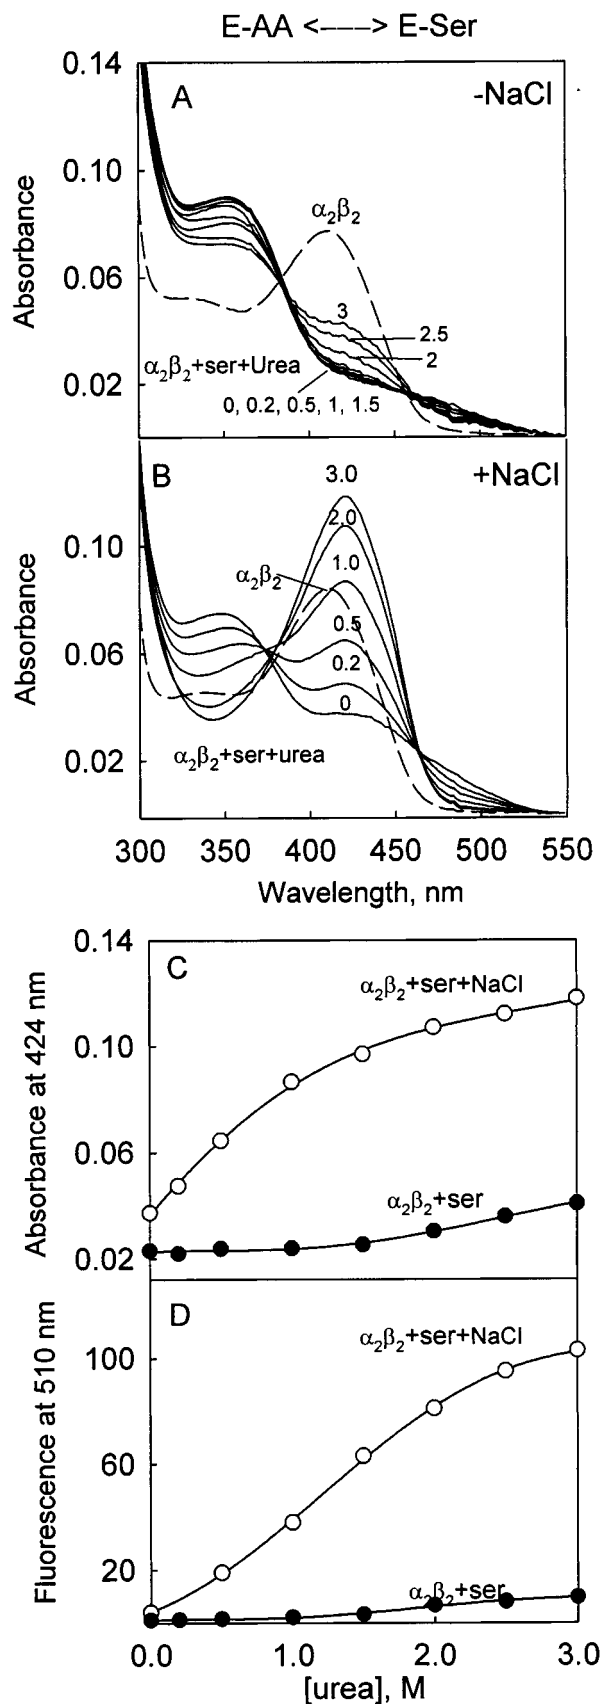 E-AA <---> E-Ser
A
-NaCl
0.14
0.10
0.06
0.02
Absorbance
α₂β₂
3
2.5
2
α₂β₂+ser+Urea
0, 0.2, 0.5, 1, 1.5
B
+NaCl
3.0
2.0
1.0
α₂β₂
0.5
0.2
0
0.10
0.06
0.02
Absorbance
α₂β₂+ser+urea
300 350 400 450 500 550
Wavelength, nm
C
0.14
0.10
0.06
0.02
Absorbance at 424 nm
α₂β₂+ser+NaCl
α₂β₂+ser
D
α₂β₂+ser+NaCl
100
60
20
Fluorescence at 510 nm
α₂β₂+ser
0.0 1.0 2.0 3.0
[urea], M